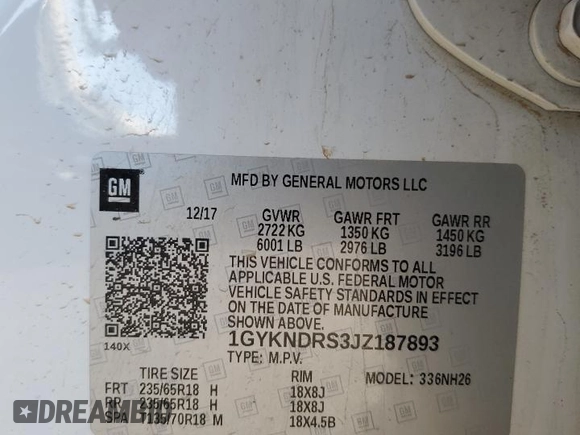 GM
MFD BY GENERAL MOTORS LLC
12/17 GVWR GAWR FRT GAWR RR
2722 KG 1350 KG 1450 KG
6001 LB 2976 LB 3196 LB
THIS VEHICLE CONFORMS TO ALL
APPLICABLE U.S. FEDERAL MOTOR
VEHICLE SAFETY STANDARDS IN EFFECT
ON THE DATE OF MANUFACTURE
SHOWN ABOVE.
140X
1GYKNDRS3JZ187893
TYPE: M.P.V.
TIRE SIZE RIM MODEL: 336NH26
FRT 235/65R18 H 18X8J
RR 235/65R18 H 18X8J
SPA T135/70R18 M 18X4.5B
DREAMBID